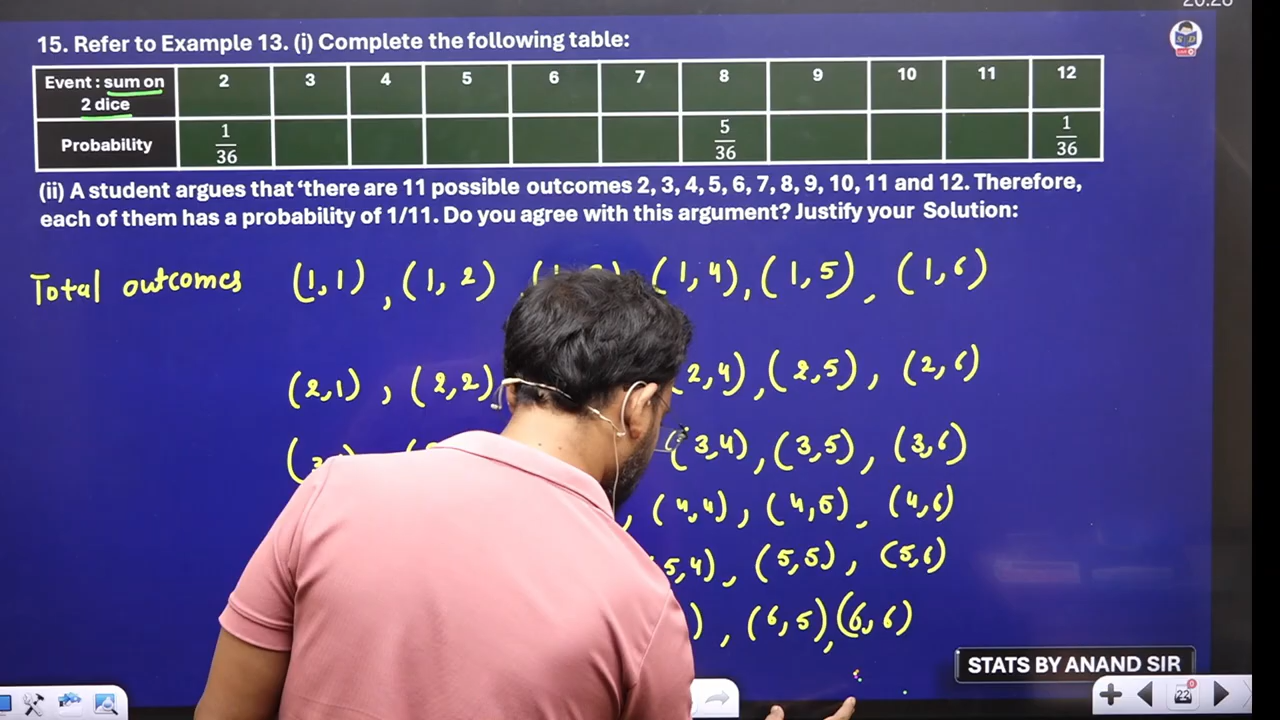 15. Refer to Example 13. (i) Complete the following table:
Event : sum on 2 3 4 5 6 7 8 9 10 11 12
2 dice
Probability 1/36 5/36 1/36
(ii) A student argues that ‘there are 11 possible outcomes 2, 3, 4, 5, 6, 7, 8, 9, 10, 11 and 12. Therefore,
each of them has a probability of 1/11. Do you agree with this argument? Justify your Solution:
Total outcomes (1,1) , (1, 2) (1, 4), (1,5) , (1,6)
(2,1) , (2,2) 2,4) , (2,5) , (2,6)
(3,4) , (3,5) , (3,6)
, (4,4) , (4,5) , (4,6)
5,4) , (5,5) , (5,6)
) , (6,5) , (6,6)
STATS BY ANAND SIR